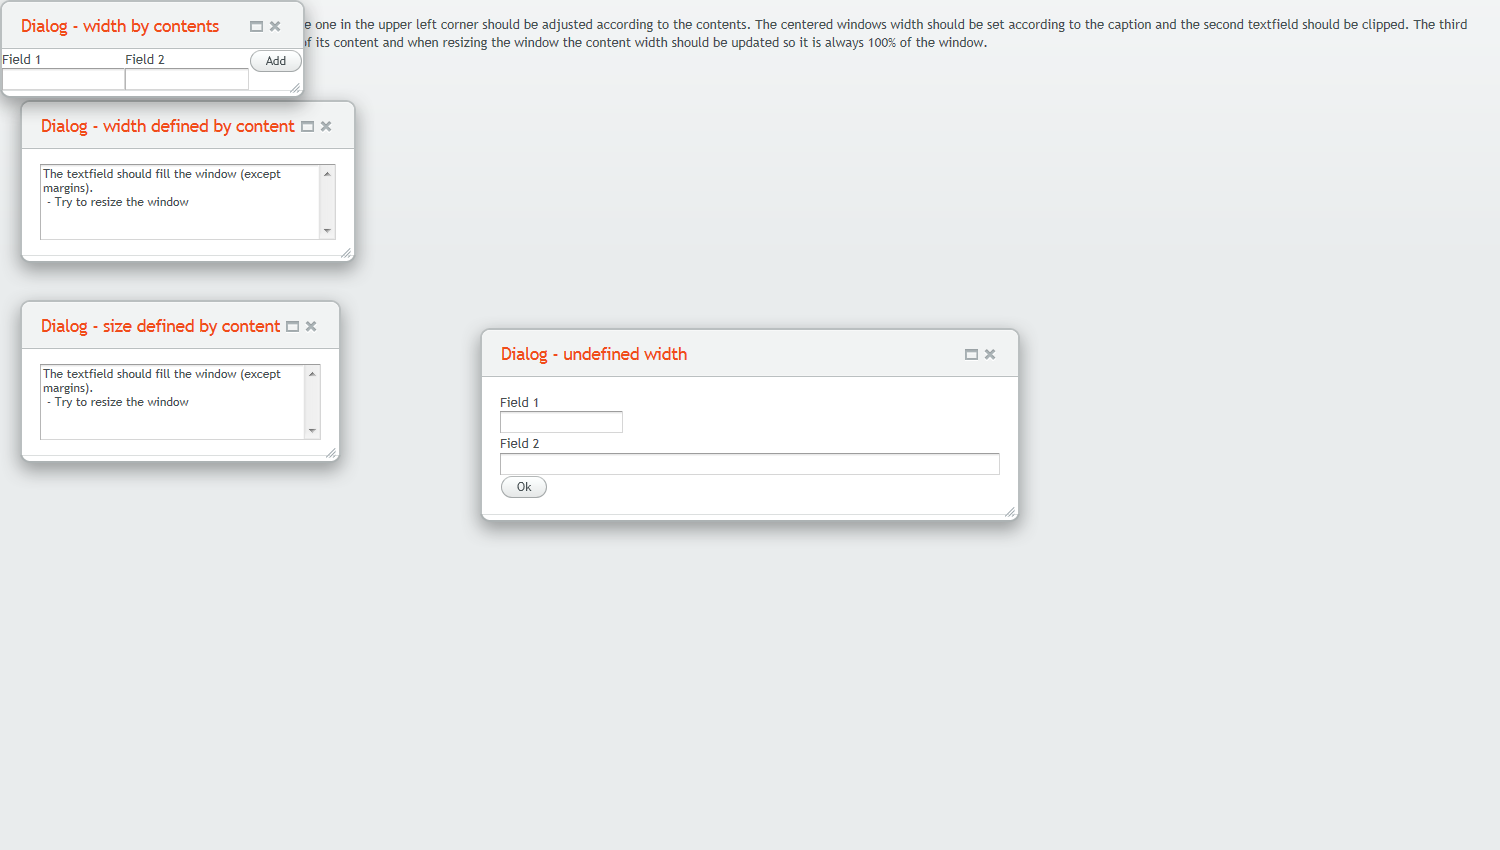 Dialog - width by contents
e one in the upper left corner should be adjusted according to the contents. The centered windows width should be set according to the caption and the second textfield should be clipped. The third
of its content and when resizing the window the content width should be updated so it is always 100% of the window.
Field 1 Field 2 Add
Dialog - width defined by content
The textfield should fill the window (except
margins).
- Try to resize the window
Dialog - size defined by content
The textfield should fill the window (except
margins).
- Try to resize the window
Dialog - undefined width
Field 1
Field 2
Ok